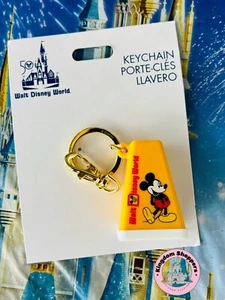 50
Walt Disney World
KEYCHAIN
PORTE-CLÉS
LLAVERO
Walt Disney World
Kingdom Shoppers